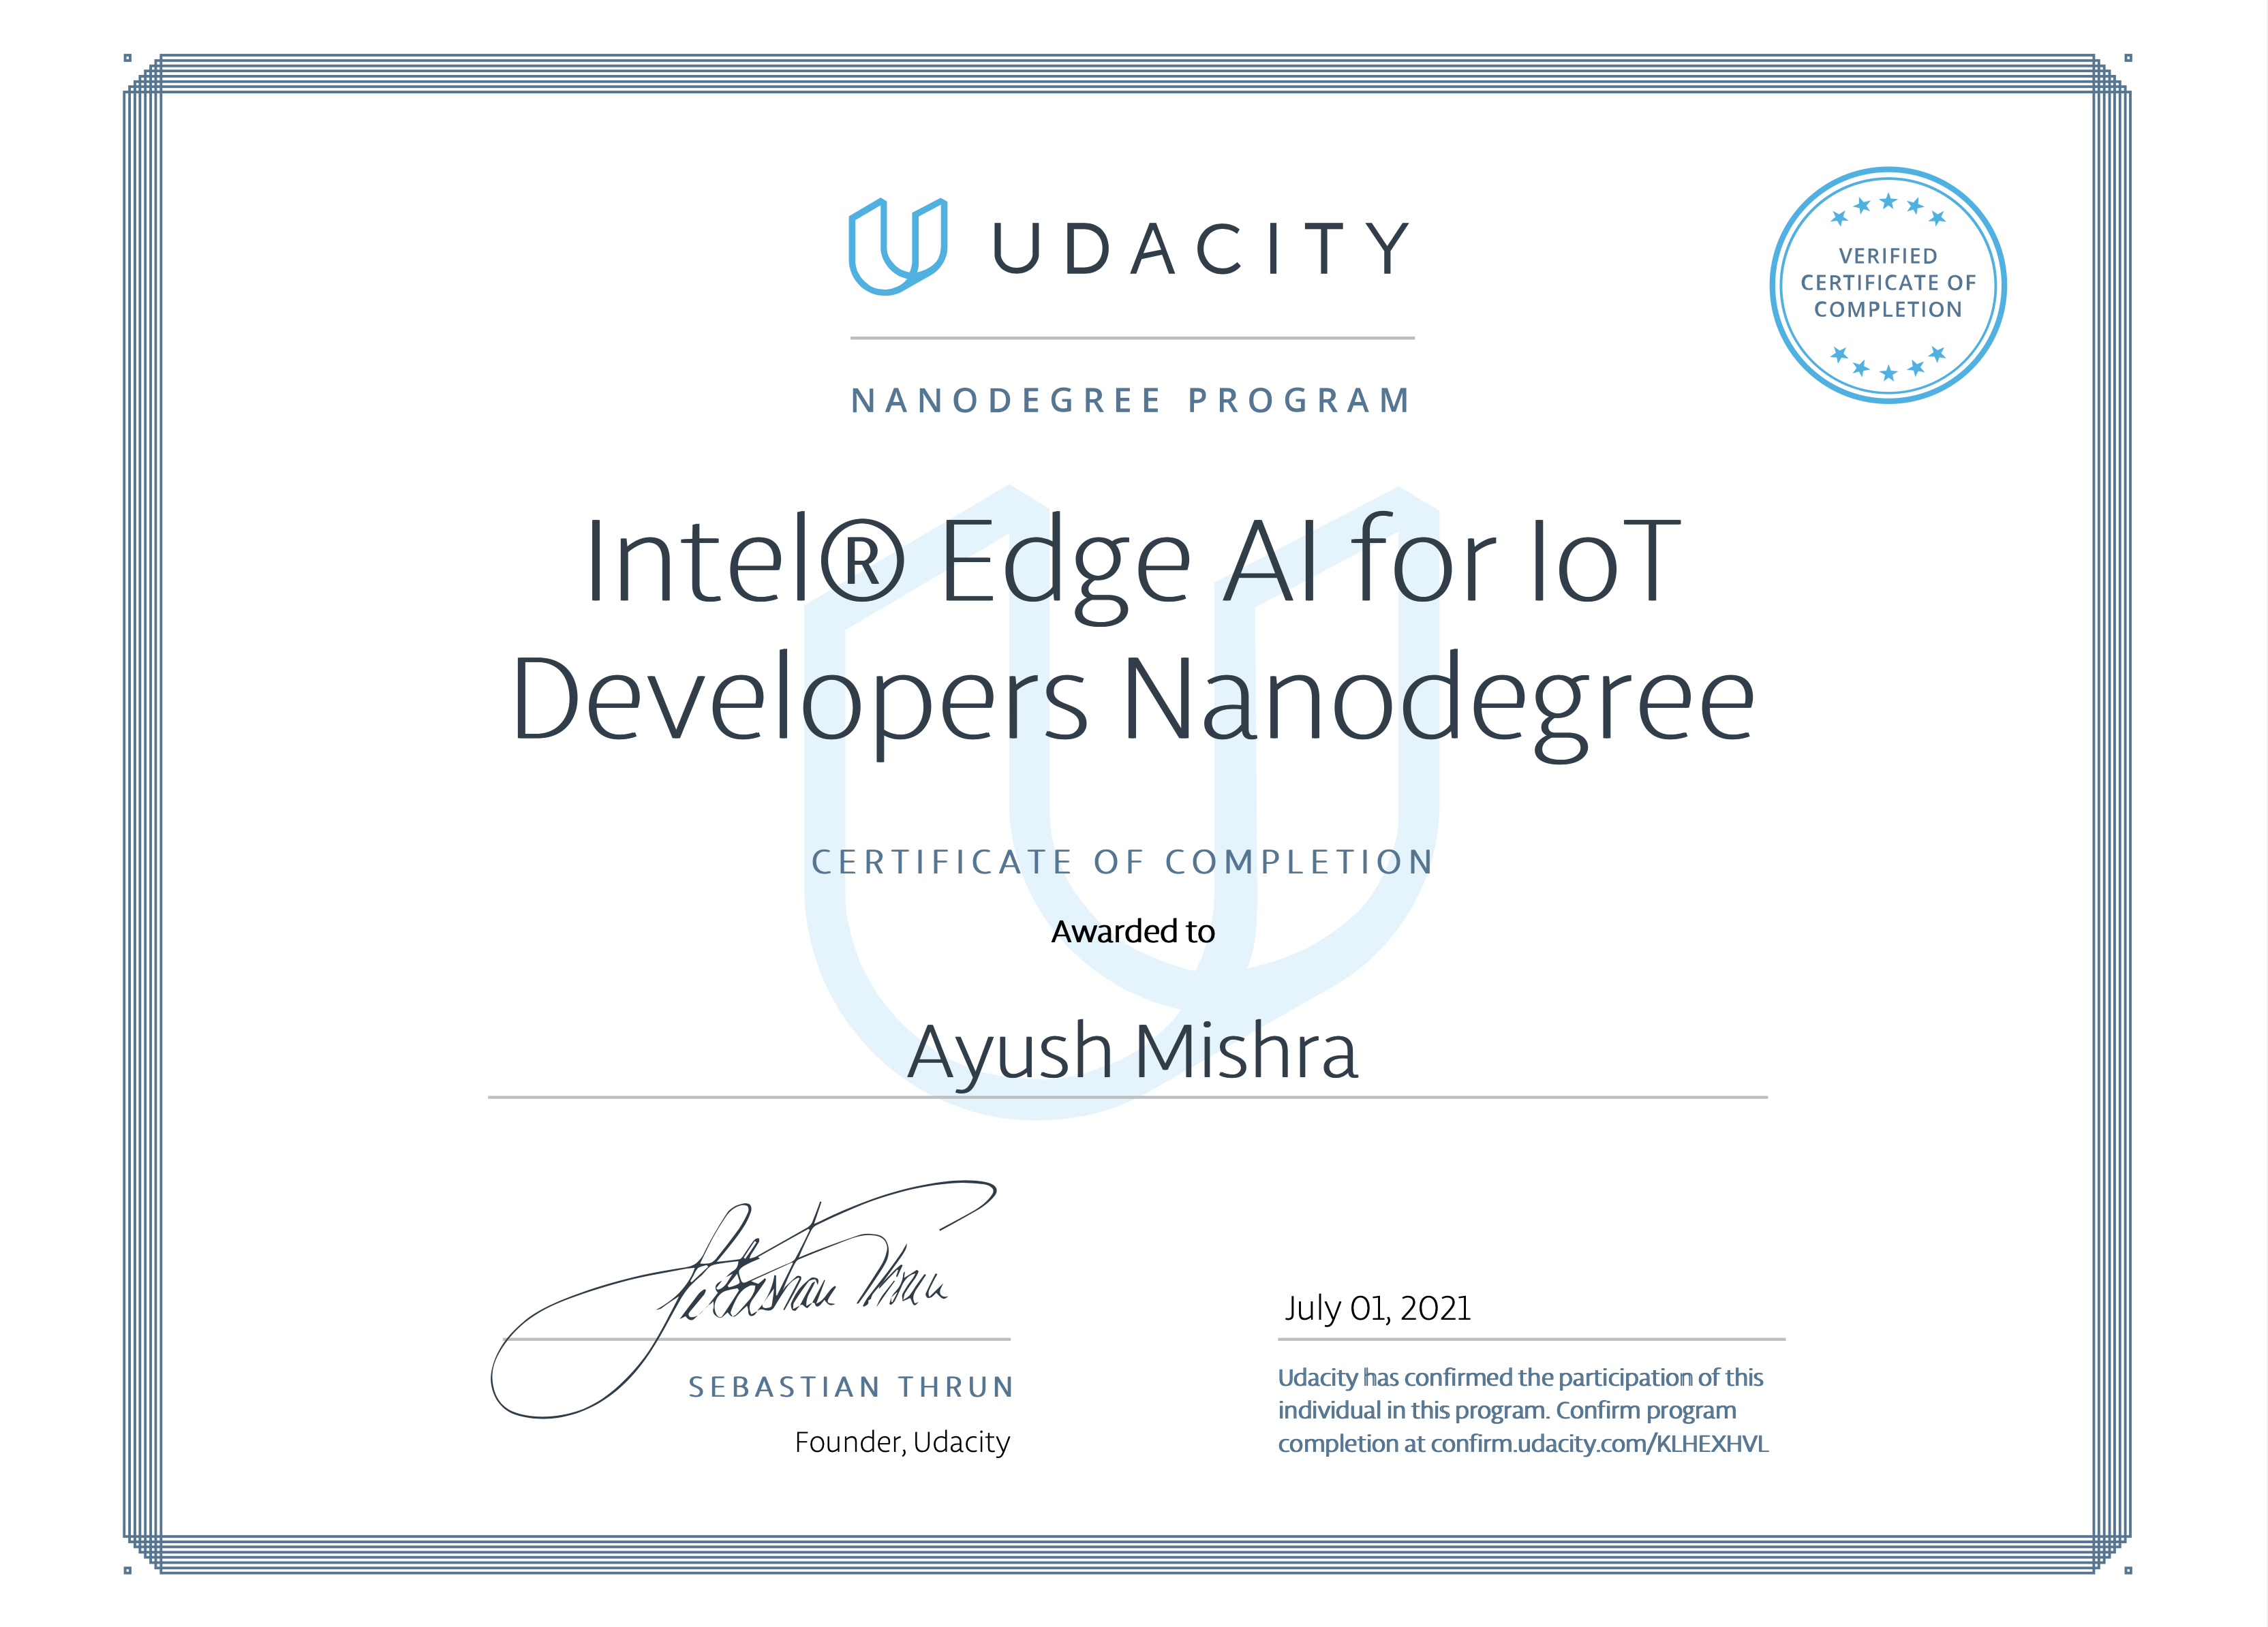 UDACITY
VERIFIED
CERTIFICATE OF
COMPLETION
NANODEGREE PROGRAM
Intel® Edge AI for IoT
Developers Nanodegree
CERTIFICATE OF COMPLETION
Awarded to
Ayush Mishra
Sebastian Thrun
SEBASTIAN THRUN
Founder, Udacity
July 01, 2021
Udacity has confirmed the participation of this
individual in this program. Confirm program
completion at confirm.udacity.com/KLHEXHVL